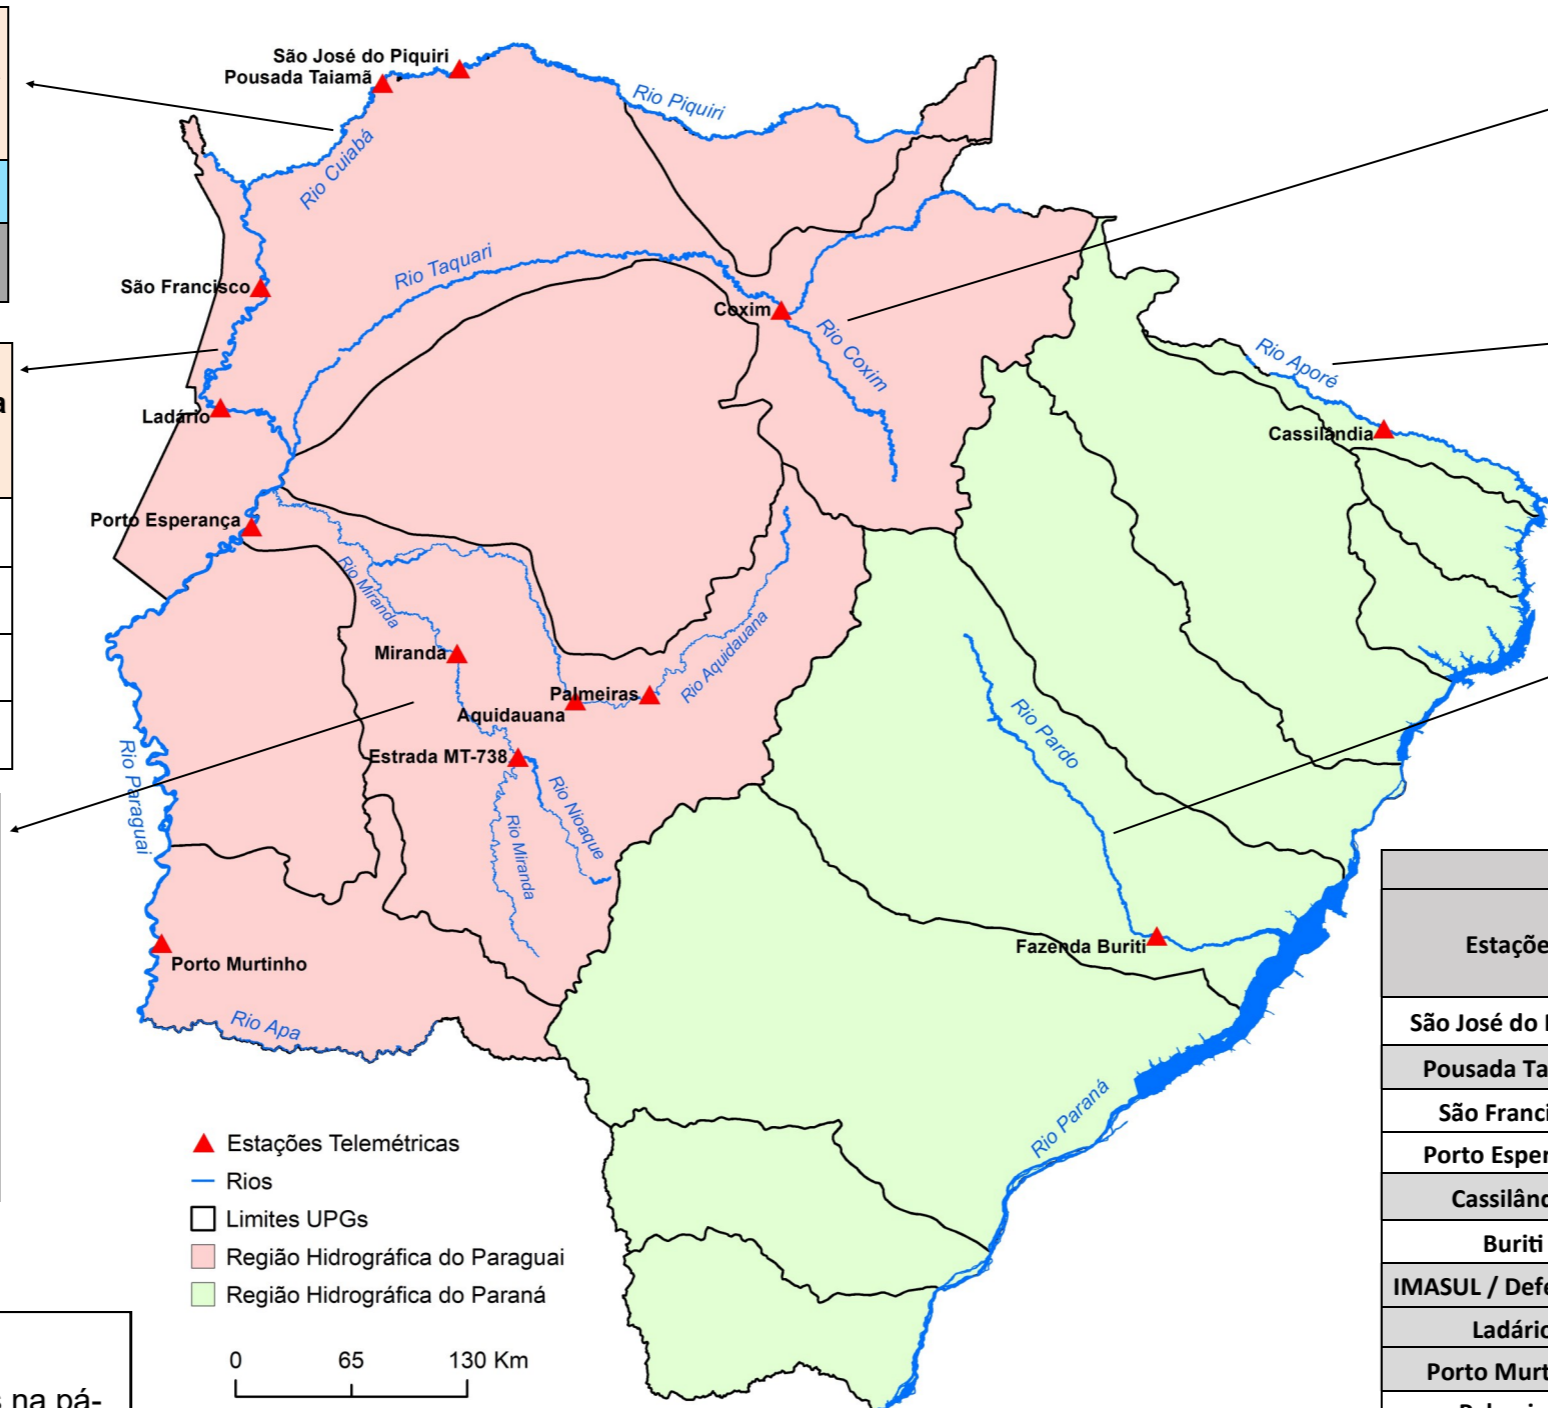 São José do Piquiri
Pousada Taiamã
Rio Piquiri
Rio Cuiabá
São Francisco
Rio Taquari
Coxim
Rio Coxim
Rio Aporé
a
Ladário
Cassilândia
Porto Esperança
Rio Miranda
Rio Aquidauana
Miranda
Palmeiras
Aquidauana
Rio Pardo
Rio Paraguai
Estrada MT-738
Rio Nioaque
Rio Miranda
Fazenda Buriti
Porto Murtinho
Rio Apa
Rio Paraná
Estações Telemétricas
Rios
Limites UPGs
Região Hidrográfica do Paraguai
Região Hidrográfica do Paraná
0 65 130 Km
s na pá-
Estaçõe
São José do
Pousada Ta
São Franci
Porto Esper
Cassilând
Buriti
IMASUL / Defe
Ladário
Porto Murt